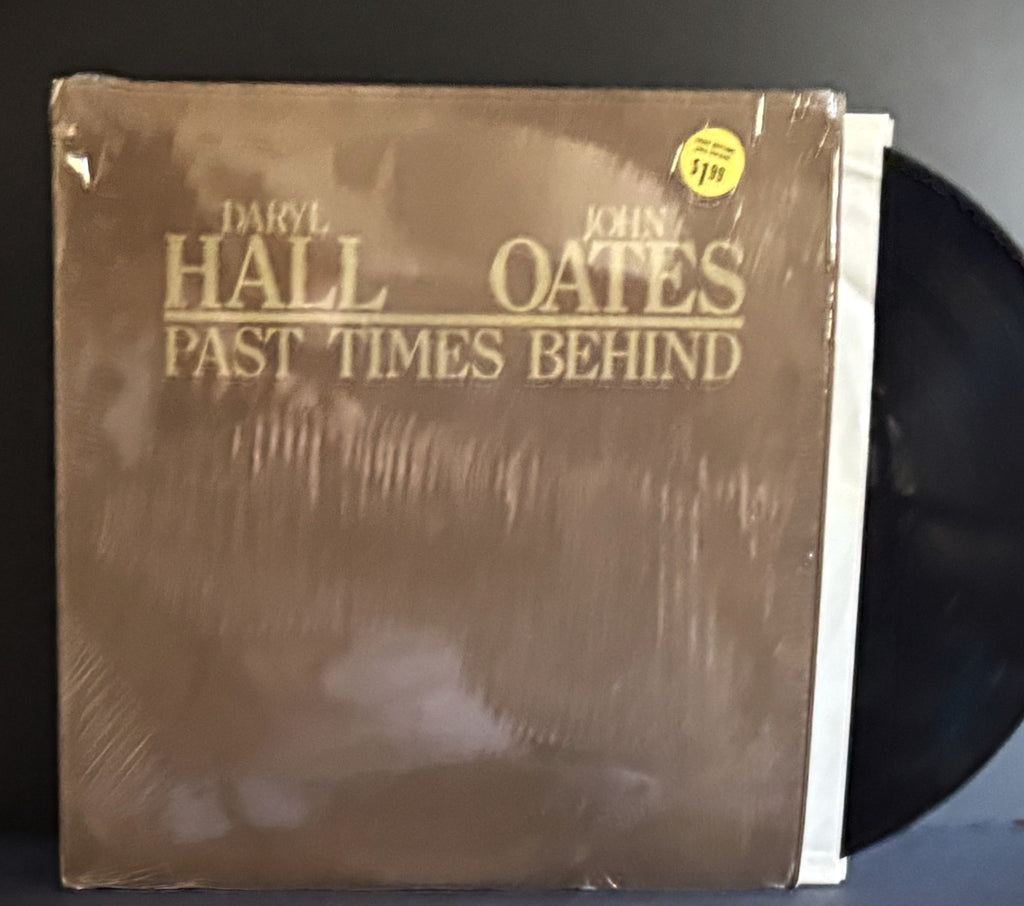 DARYL JOHN
HALL OATES
PAST TIMES BEHIND
$1.99